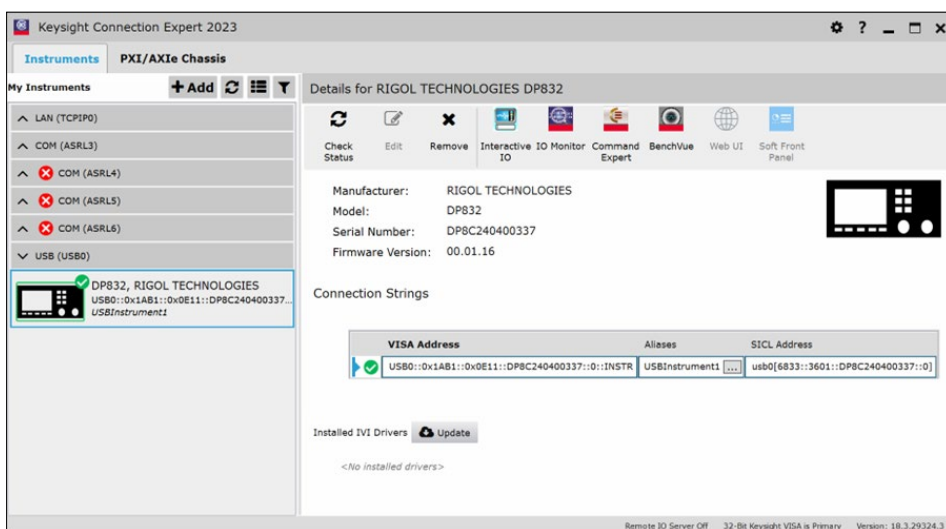 Keysight Connection Expert 2023
?
Instruments PXI/AXIe Chassis
My Instruments
+ Add
Details for RIGOL TECHNOLOGIES DP832
LAN (TCPIP0)
COM (ASRL3)
COM (ASRL4)
COM (ASRL5)
COM (ASRL6)
USB (USB0)
DP832, RIGOL TECHNOLOGIES
USB0::0x1AB1::0x0E11::DP8C240400337...
USBInstrument1
Check Status
Edit
Remove
Interactive IO
IO Monitor
Command Expert
BenchVue
Web UI
Soft Front Panel
Manufacturer: RIGOL TECHNOLOGIES
Model: DP832
Serial Number: DP8C240400337
Firmware Version: 00.01.16
Connection Strings
VISA Address Aliases SICL Address
USB0::0x1AB1::0x0E11::DP8C240400337::0::INSTR USBInstrument1 ... usb0[6833::3601::DP8C240400337::0]
Installed IVI Drivers Update
<No installed drivers>
Remote IO Server Off 32-Bit Keysight VISA is Primary Version: 18.3.29324.3